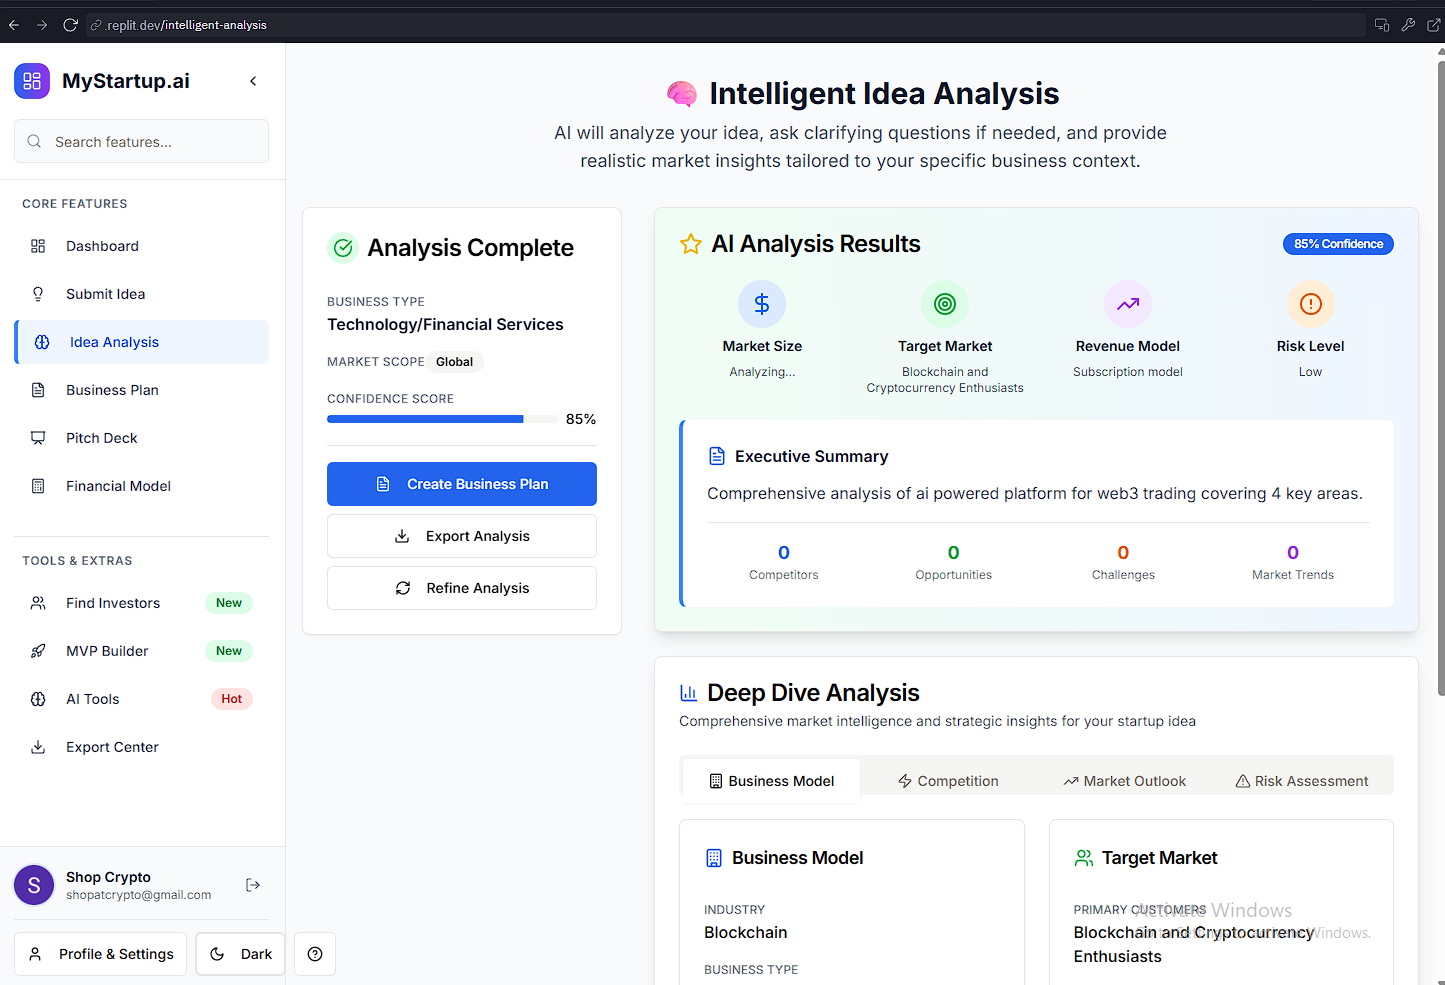 .replit.dev/intelligent-analysis
MyStartup.ai
Search features...
CORE FEATURES
Dashboard
Submit Idea
Idea Analysis
Business Plan
Pitch Deck
Financial Model
TOOLS & EXTRAS
Find Investors New
MVP Builder New
AI Tools Hot
Export Center
S
Shop Crypto
shopatcrypto@gmail.com
Profile & Settings
Dark
Intelligent Idea Analysis
AI will analyze your idea, ask clarifying questions if needed, and provide
realistic market insights tailored to your specific business context.
Analysis Complete
BUSINESS TYPE
Technology/Financial Services
MARKET SCOPE Global
CONFIDENCE SCORE
85%
Create Business Plan
Export Analysis
Refine Analysis
AI Analysis Results
85% Confidence
Market Size
Analyzing...
Target Market
Blockchain and
Cryptocurrency Enthusiasts
Revenue Model
Subscription model
Risk Level
Low
Executive Summary
Comprehensive analysis of ai powered platform for web3 trading covering 4 key areas.
0
Competitors
0
Opportunities
0
Challenges
0
Market Trends
Deep Dive Analysis
Comprehensive market intelligence and strategic insights for your startup idea
Business Model
Competition
Market Outlook
Risk Assessment
Business Model
INDUSTRY
Blockchain
BUSINESS TYPE
Target Market
PRIMARY CUSTOMERS
Blockchain and Cryptocurrency
Enthusiasts
Activate Windows
Windows.